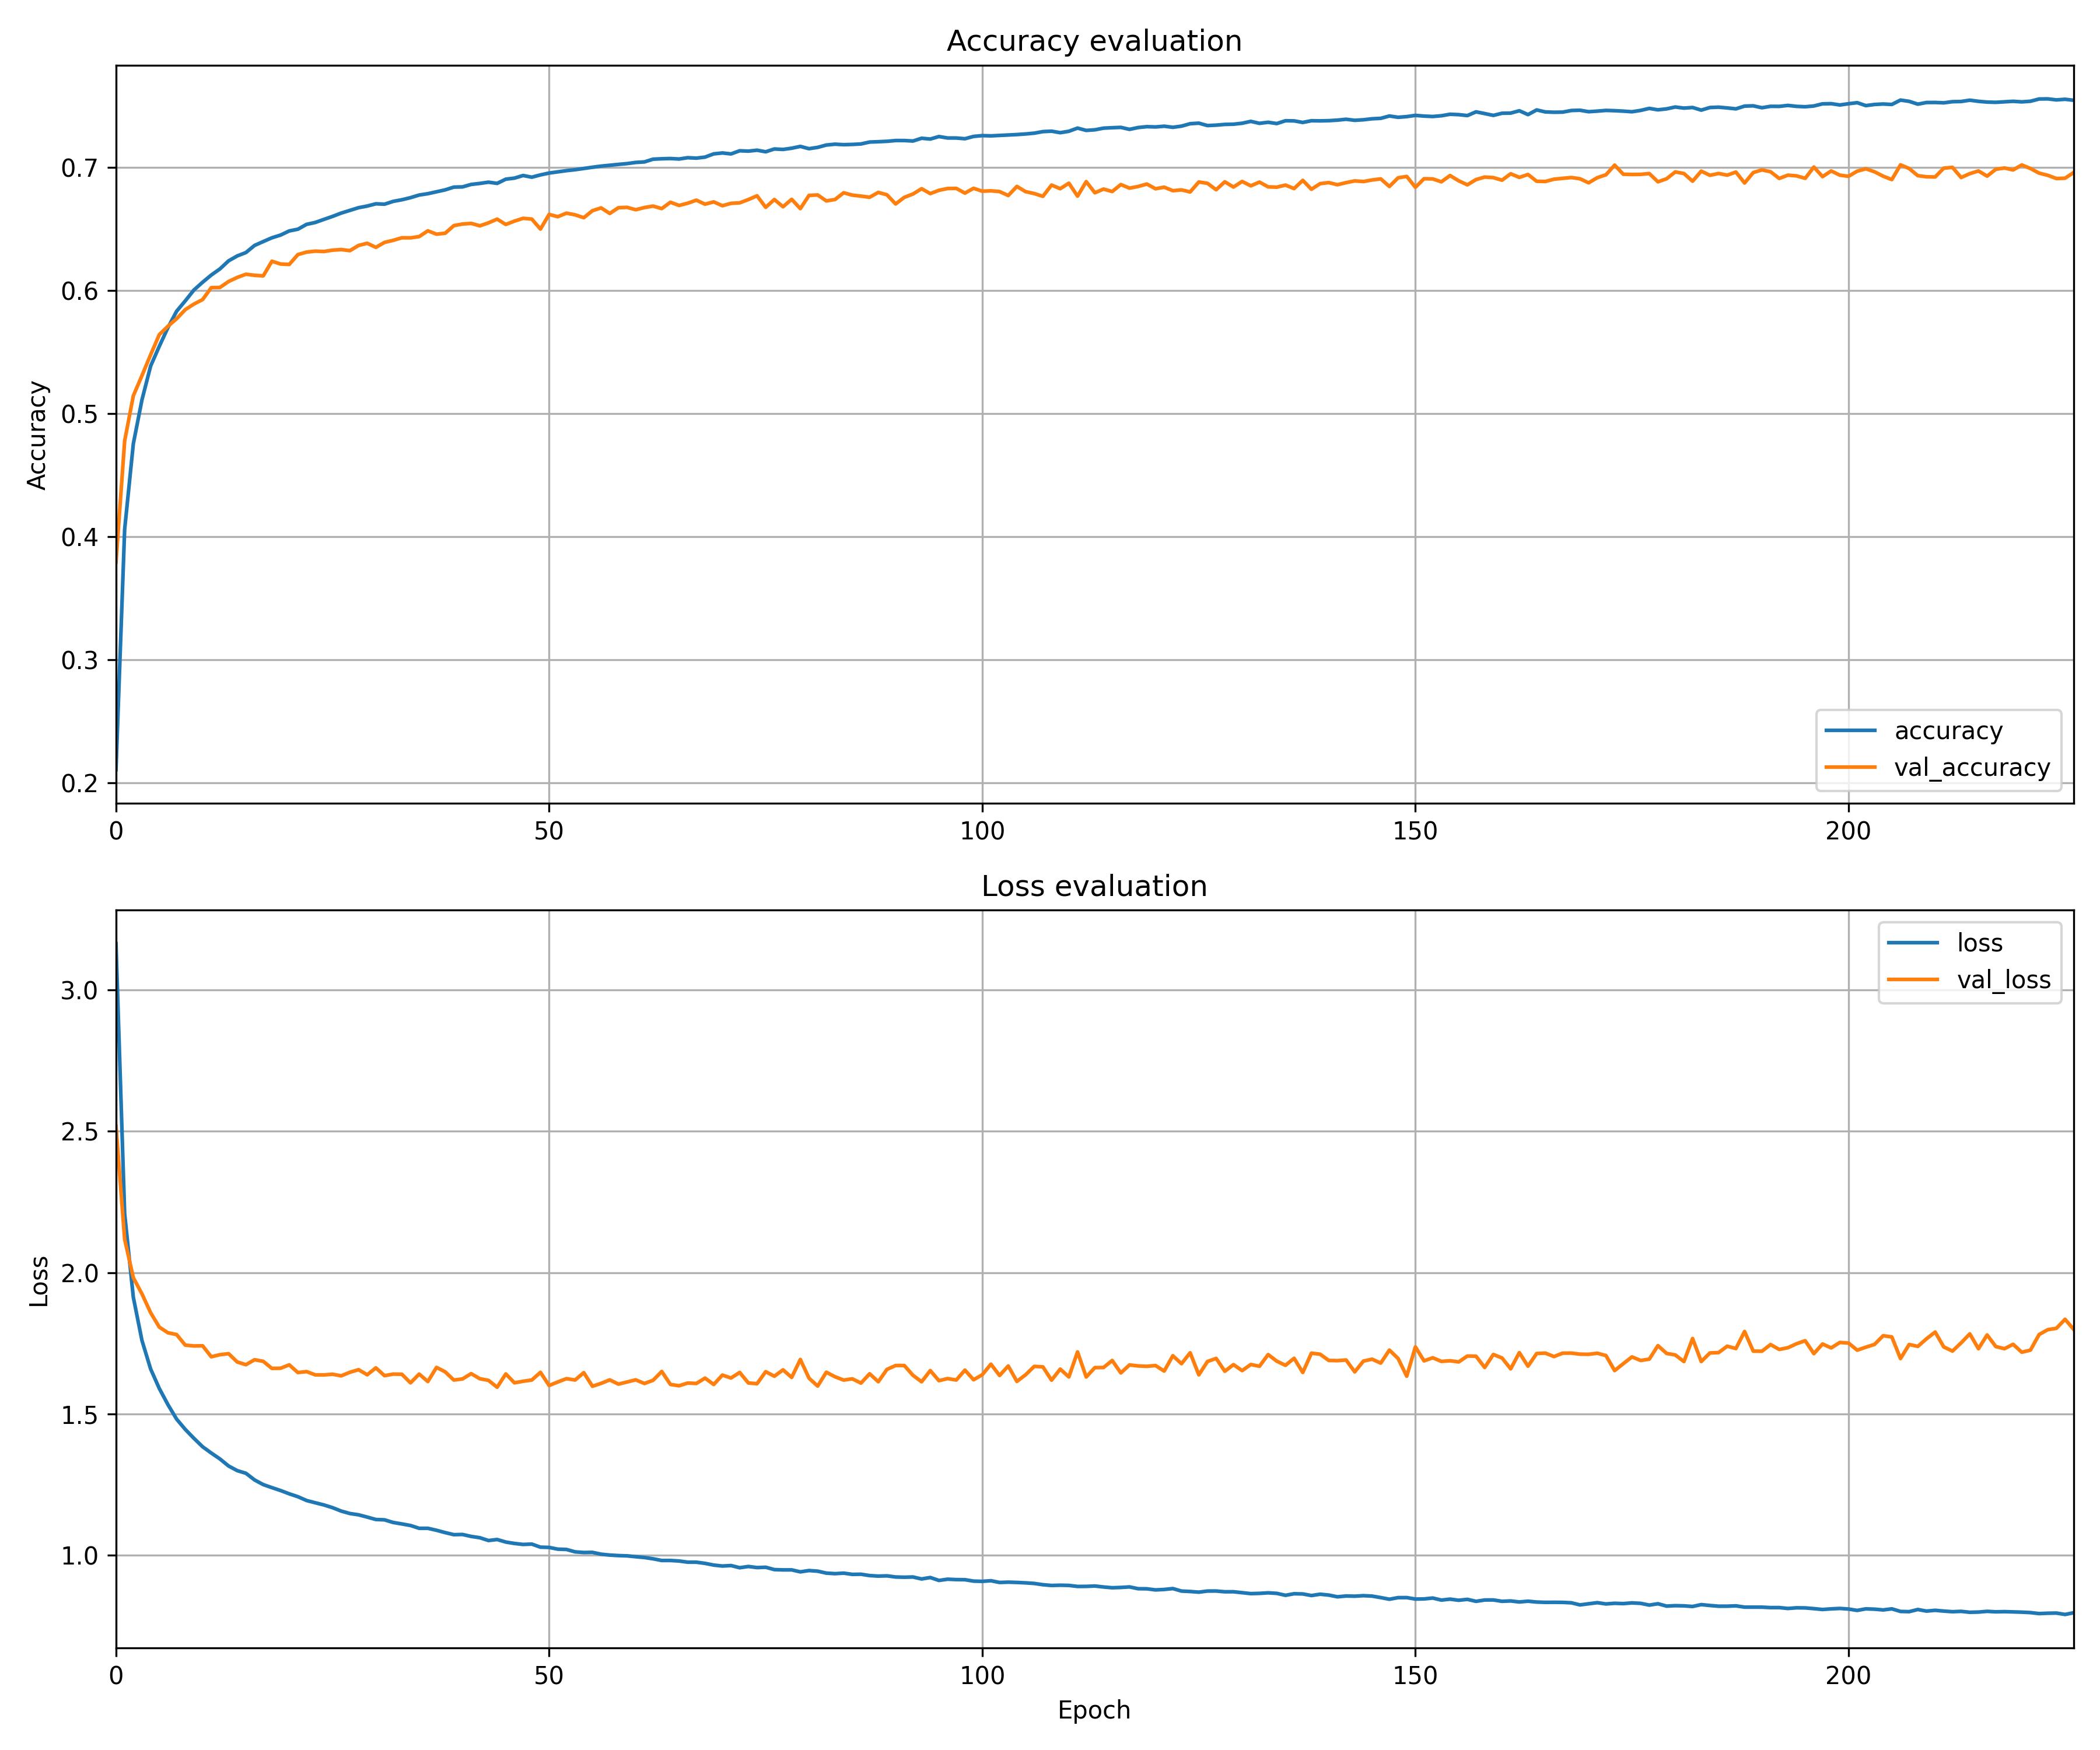 Accuracy evaluation
Accuracy
0.7
0.6
0.5
0.4
0.3
0.2
accuracy
val_accuracy
0 50 100 150 200
Loss evaluation
Loss
3.0
2.5
2.0
1.5
1.0
loss
val_loss
0 50 100 150 200
Epoch